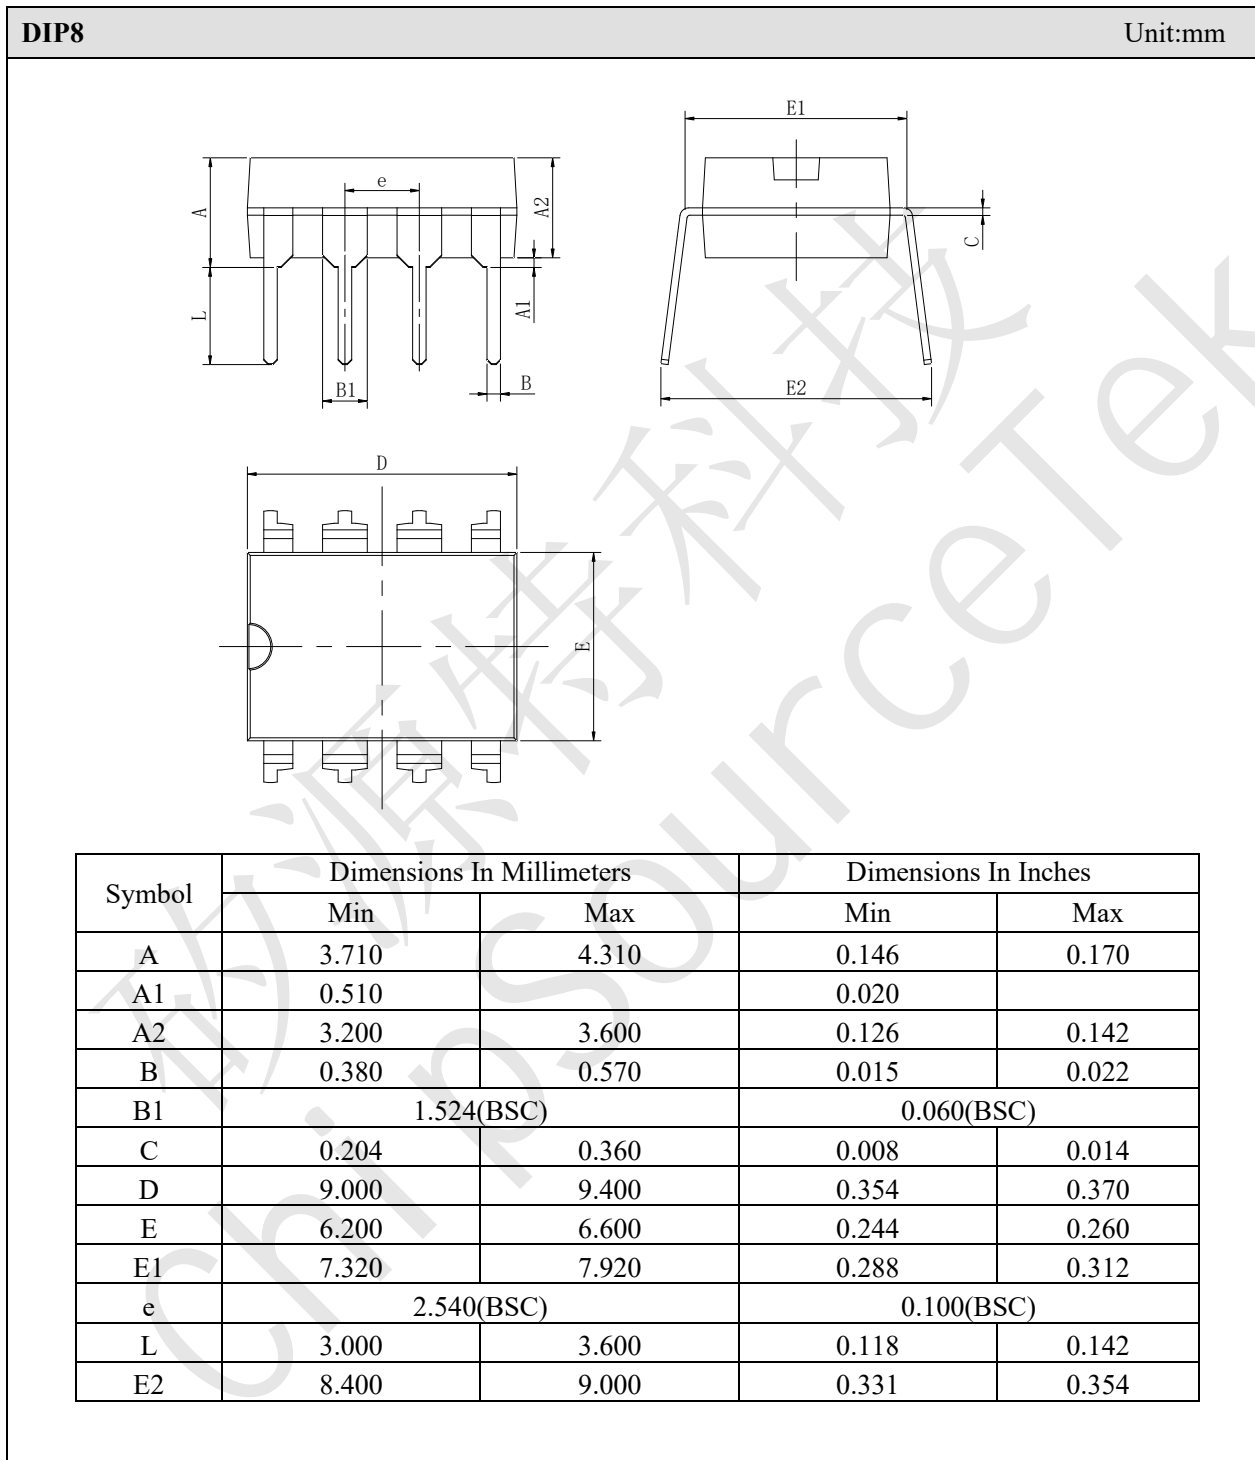 DIP8 Unit:mm
E1
e
A
A2
C
L
A1
B1
B
E2
D
E
矽源特科技
ChipSourceTek
Symbol Dimensions In Millimeters Dimensions In Inches
Min Max Min Max
A 3.710 4.310 0.146 0.170
A1 0.510 0.020
A2 3.200 3.600 0.126 0.142
B 0.380 0.570 0.015 0.022
B1 1.524(BSC) 0.060(BSC)
C 0.204 0.360 0.008 0.014
D 9.000 9.400 0.354 0.370
E 6.200 6.600 0.244 0.260
E1 7.320 7.920 0.288 0.312
e 2.540(BSC) 0.100(BSC)
L 3.000 3.600 0.118 0.142
E2 8.400 9.000 0.331 0.354